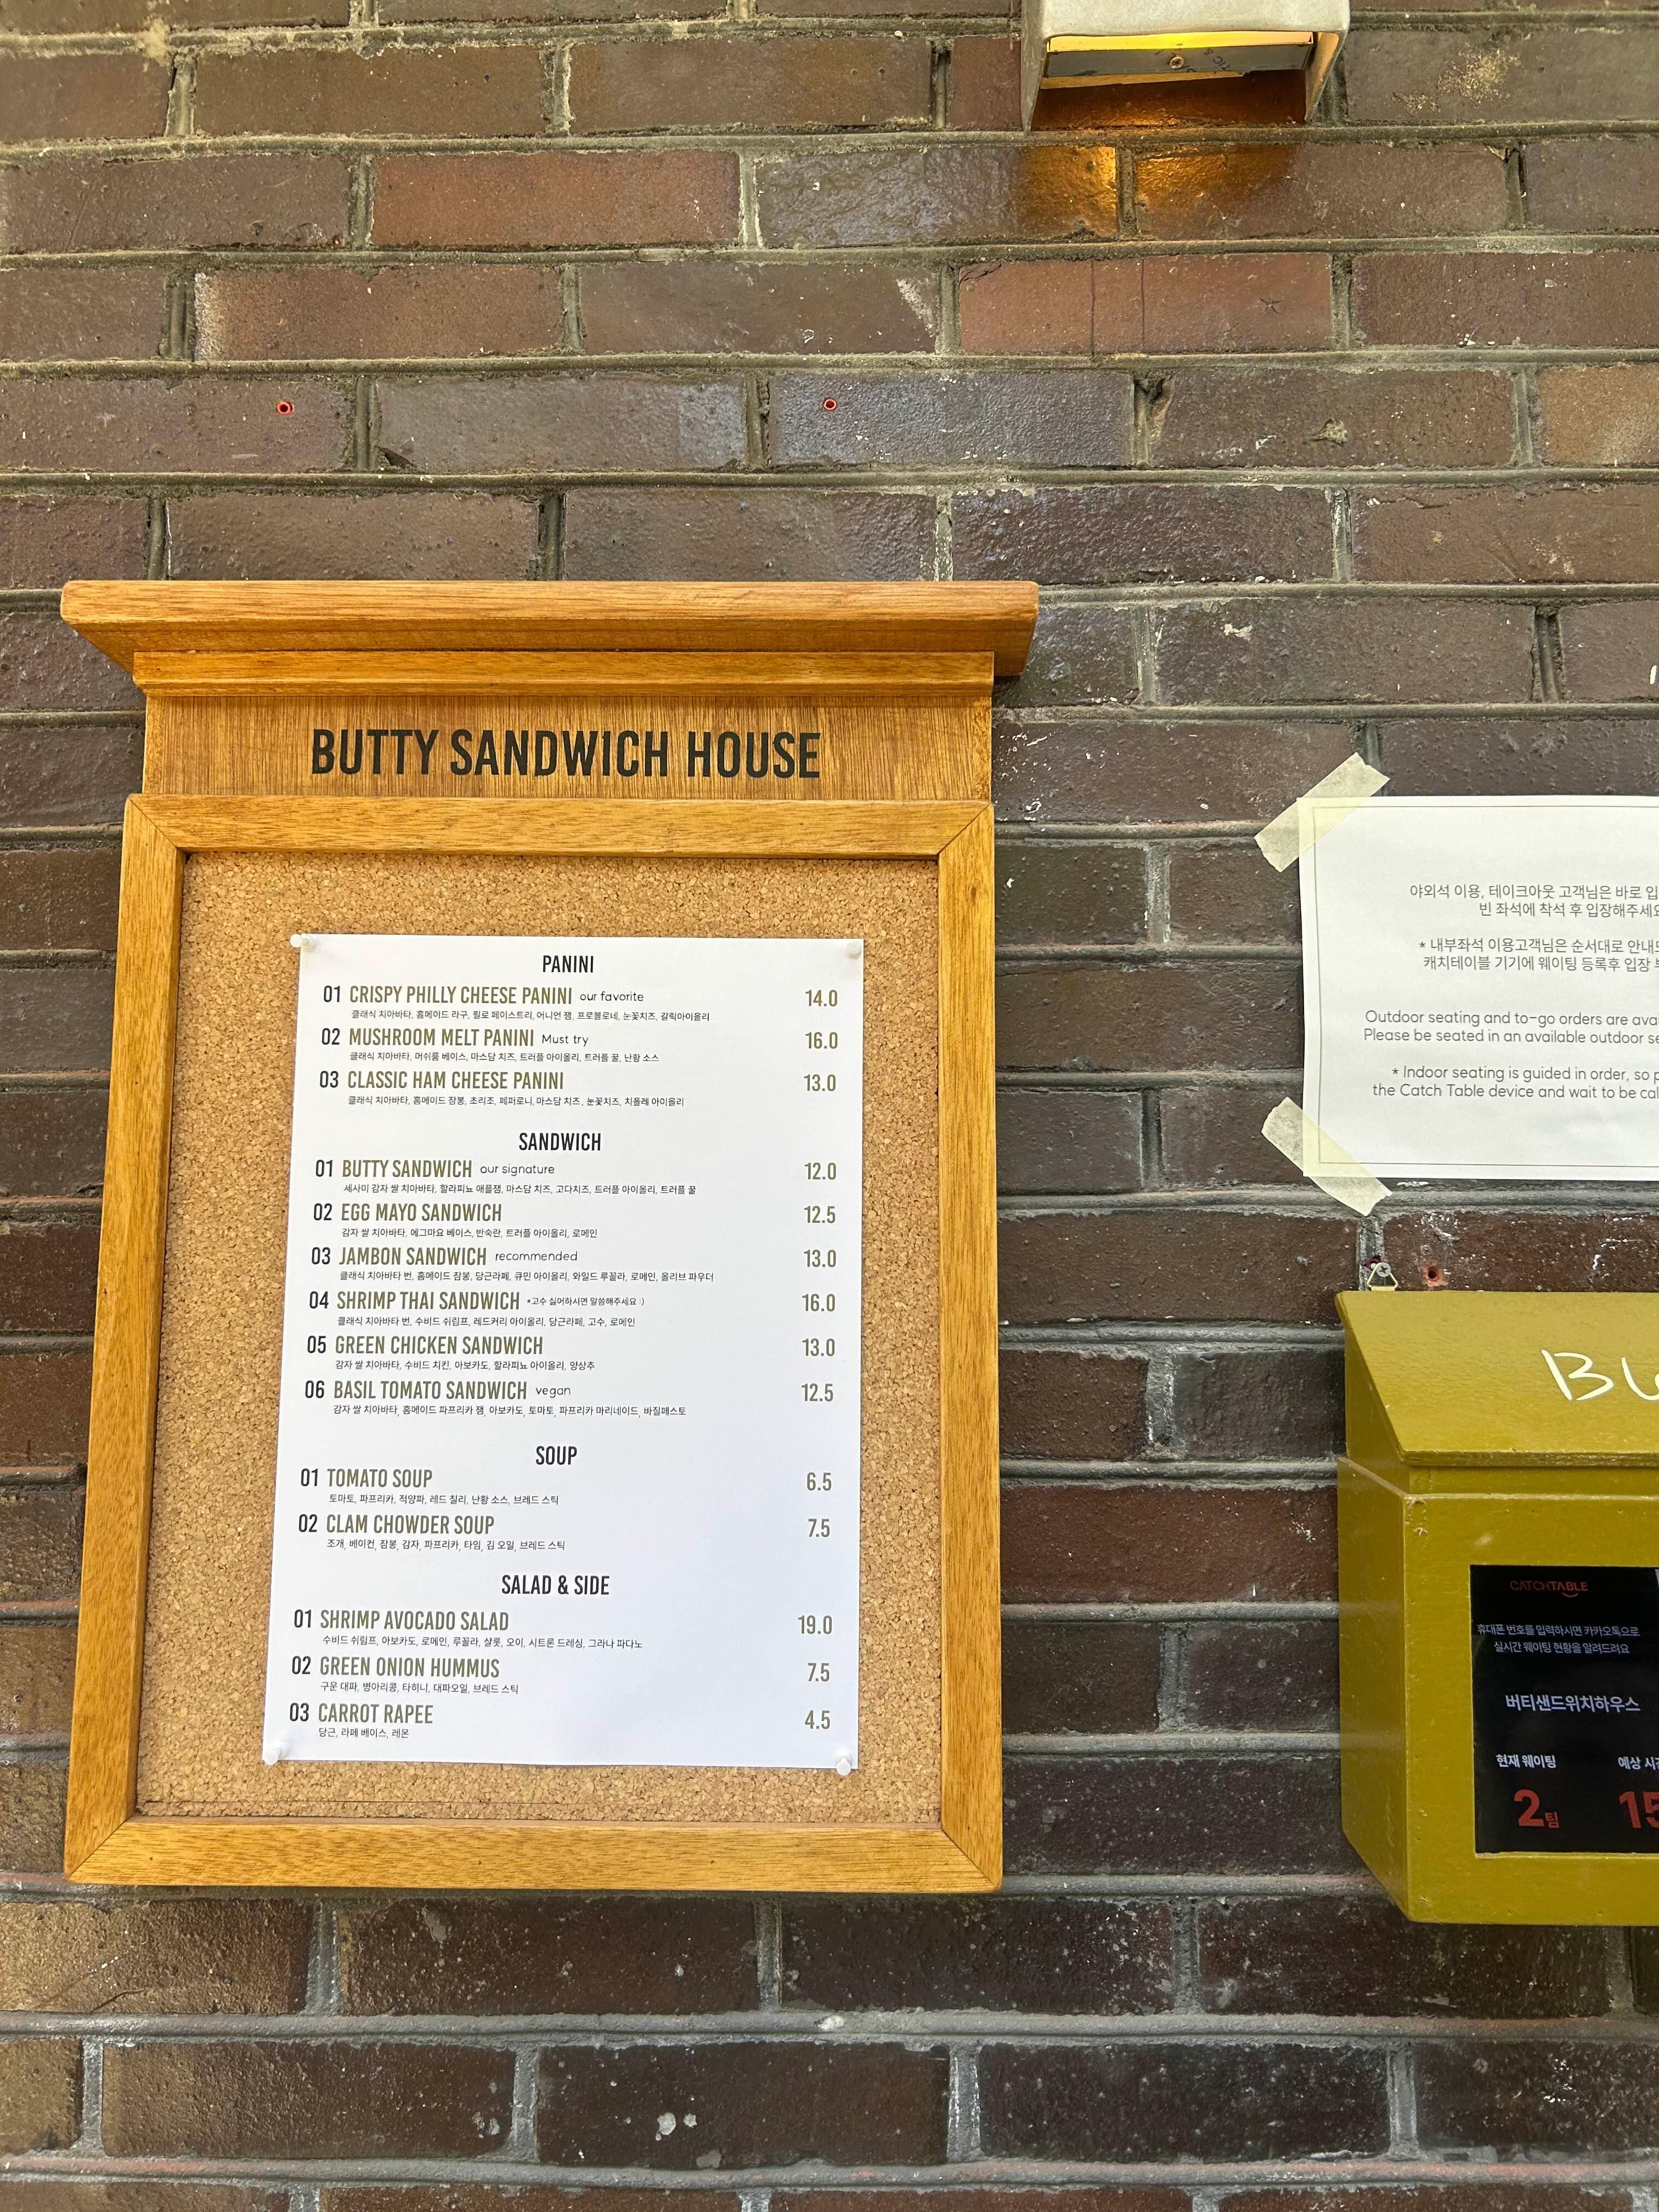 BUTTY SANDWICH HOUSE
PANINI
01 CRISPY PHILLY CHEESE PANINI our favorite 14.0
클래식 치아바타, 홈메이드 라구, 필로 페이스트리, 어니언 잼, 프로볼로네, 눈꽃치즈, 갈릭아이올리
02 MUSHROOM MELT PANINI Must try 16.0
클래식 치아바타, 머쉬룸 베이스, 마스담 치즈, 트러플 아이올리, 트러플 꿀, 난황 소스
03 CLASSIC HAM CHEESE PANINI 13.0
클래식 치아바타, 홈메이드 잠봉, 초리조, 페퍼로니, 마스담 치즈, 눈꽃치즈, 치폴레 아이올리
SANDWICH
01 BUTTY SANDWICH our signature 12.0
세사미 감자 쌀 치아바타, 할라피뇨 애플잼, 마스담 치즈, 고다치즈, 트러플 아이올리, 트러플 꿀
02 EGG MAYO SANDWICH 12.5
감자 쌀 치아바타, 에그마요 베이스, 반숙란, 트러플 아이올리, 로메인
03 JAMBON SANDWICH recommended 13.0
클래식 치아바타 번, 홈메이드 잠봉, 당근라페, 큐민 아이올리, 와일드 루꼴라, 로메인, 올리브 파우더
04 SHRIMP THAI SANDWICH *고수 싫어하시면 말씀해주세요 :) 16.0
클래식 치아바타 번, 수비드 쉬림프, 레드커리 아이올리, 당근라페, 고수, 로메인
05 GREEN CHICKEN SANDWICH 13.0
감자 쌀 치아바타, 수비드 치킨, 아보카도, 할라피뇨 아이올리, 양상추
06 BASIL TOMATO SANDWICH vegan 12.5
감자 쌀 치아바타, 홈메이드 파프리카 잼, 아보카도, 토마토, 파프리카 마리네이드, 바질페스토
SOUP
01 TOMATO SOUP 6.5
토마토, 파프리카, 적양파, 레드 칠리, 난황 소스, 브레드 스틱
02 CLAM CHOWDER SOUP 7.5
조개, 베이컨, 잠봉, 감자, 파프리카, 타임, 김 오일, 브레드 스틱
SALAD & SIDE
01 SHRIMP AVOCADO SALAD 19.0
수비드 쉬림프, 아보카도, 로메인, 루꼴라, 샬롯, 오이, 시트론 드레싱, 그라나 파다노
02 GREEN ONION HUMMUS 7.5
구운 대파, 병아리콩, 타히니, 대파오일, 브레드 스틱
03 CARROT RAPEE 4.5
당근, 라페 베이스, 레몬
야외석 이용, 테이크아웃 고객님은 바로 입
빈 좌석에 착석 후 입장해주세요
* 내부좌석 이용고객님은 순서대로 안내
캐치테이블 기기에 웨이팅 등록후 입장
Outdoor seating and to-go orders are avai
Please be seated in an available outdoor se
* Indoor seating is guided in order, so p
the Catch Table device and wait to be cal
BU
CATCHTABLE
휴대폰 번호를 입력하시면 카카오톡으로
실시간 웨이팅 현황을 알려드려요
버티샌드위치하우스
현재 웨이팅 예상 시간
2팀 15